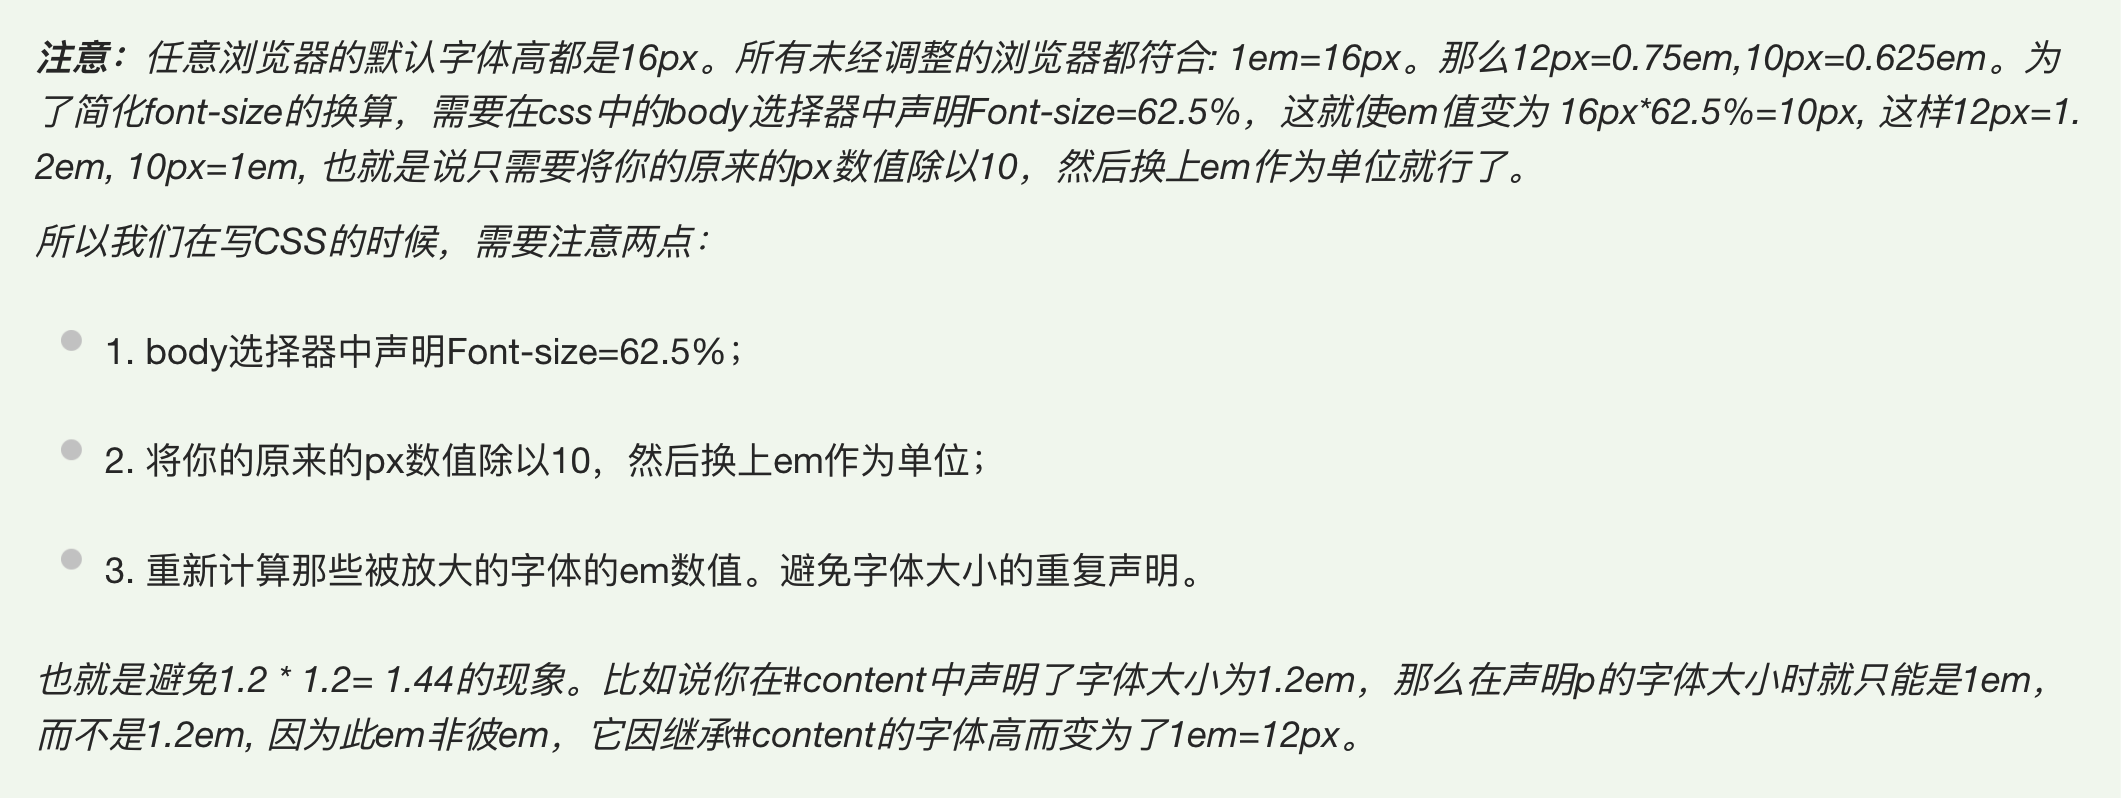 注意：任意浏览器的默认字体高都是16px。所有未经调整的浏览器都符合: 1em=16px。那么12px=0.75em,10px=0.625em。为
了简化font-size的换算，需要在css中的body选择器中声明Font-size=62.5%，这就使em值变为 16px*62.5%=10px, 这样12px=1.
2em, 10px=1em, 也就是说只需要将你的原来的px数值除以10，然后换上em作为单位就行了。
所以我们在写CSS的时候，需要注意两点：
1. body选择器中声明Font-size=62.5%；
2. 将你的原来的px数值除以10，然后换上em作为单位；
3. 重新计算那些被放大的字体的em数值。避免字体大小的重复声明。
也就是避免1.2 * 1.2= 1.44的现象。比如说你在#content中声明了字体大小为1.2em，那么在声明p的字体大小时就只能是1em，
而不是1.2em, 因为此em非彼em，它因继承#content的字体高而变为了1em=12px。